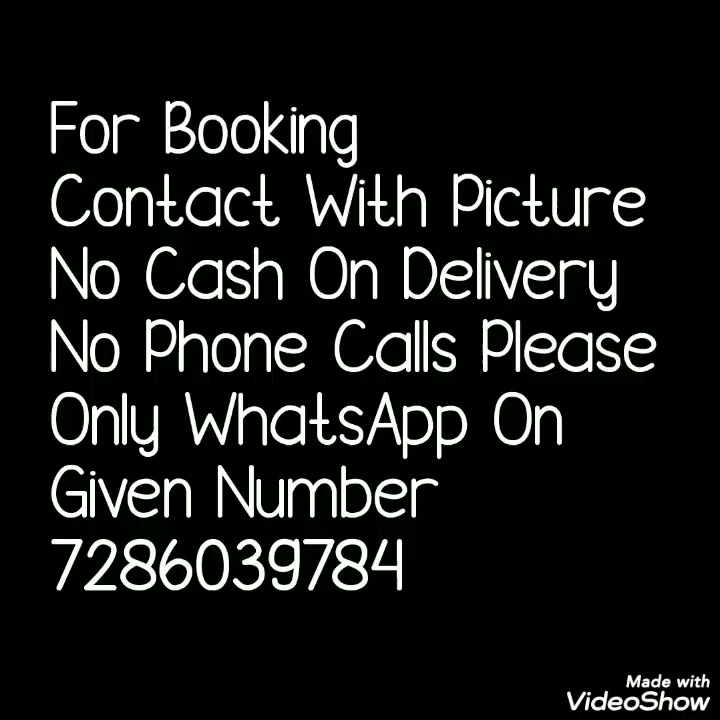 For Booking
Contact With Picture
No Cash On Delivery
No Phone Calls Please
Only WhatsApp On
Given Number
7286039784
Made with
VideoShow